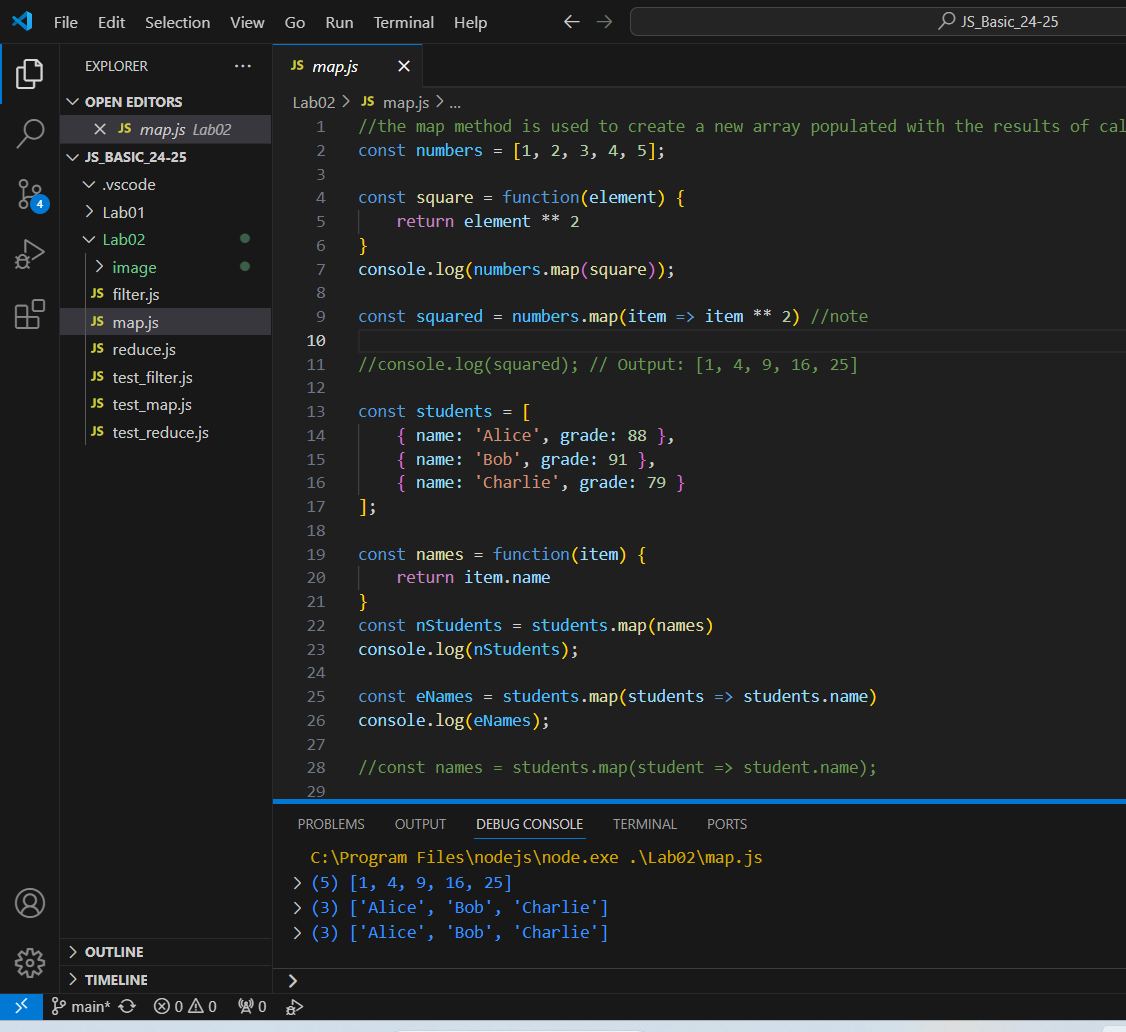 File Edit Selection View Go Run Terminal Help JS_Basic_24-25
EXPLORER
OPEN EDITORS
JS map.js Lab02
JS_BASIC_24-25
.vscode
Lab01
Lab02
image
JS filter.js
JS map.js
JS reduce.js
JS test_filter.js
JS test_map.js
JS test_reduce.js
OUTLINE
TIMELINE
4
JS map.js
Lab02 JS map.js ...
1 //the map method is used to create a new array populated with the results of cal
2 const numbers = [1, 2, 3, 4, 5];
3
4 const square = function(element) {
5 return element ** 2
6 }
7 console.log(numbers.map(square));
8
9 const squared = numbers.map(item => item ** 2) //note
10
11 //console.log(squared); // Output: [1, 4, 9, 16, 25]
12
13 const students = [
14 { name: 'Alice', grade: 88 },
15 { name: 'Bob', grade: 91 },
16 { name: 'Charlie', grade: 79 }
17 ];
18
19 const names = function(item) {
20 return item.name
21 }
22 const nStudents = students.map(names)
23 console.log(nStudents);
24
25 const eNames = students.map(students => students.name)
26 console.log(eNames);
27
28 //const names = students.map(student => student.name);
29
PROBLEMS OUTPUT DEBUG CONSOLE TERMINAL PORTS
C:\Program Files\nodejs\node.exe .\Lab02\map.js
(5) [1, 4, 9, 16, 25]
(3) ['Alice', 'Bob', 'Charlie']
(3) ['Alice', 'Bob', 'Charlie']
main* 0 0 0